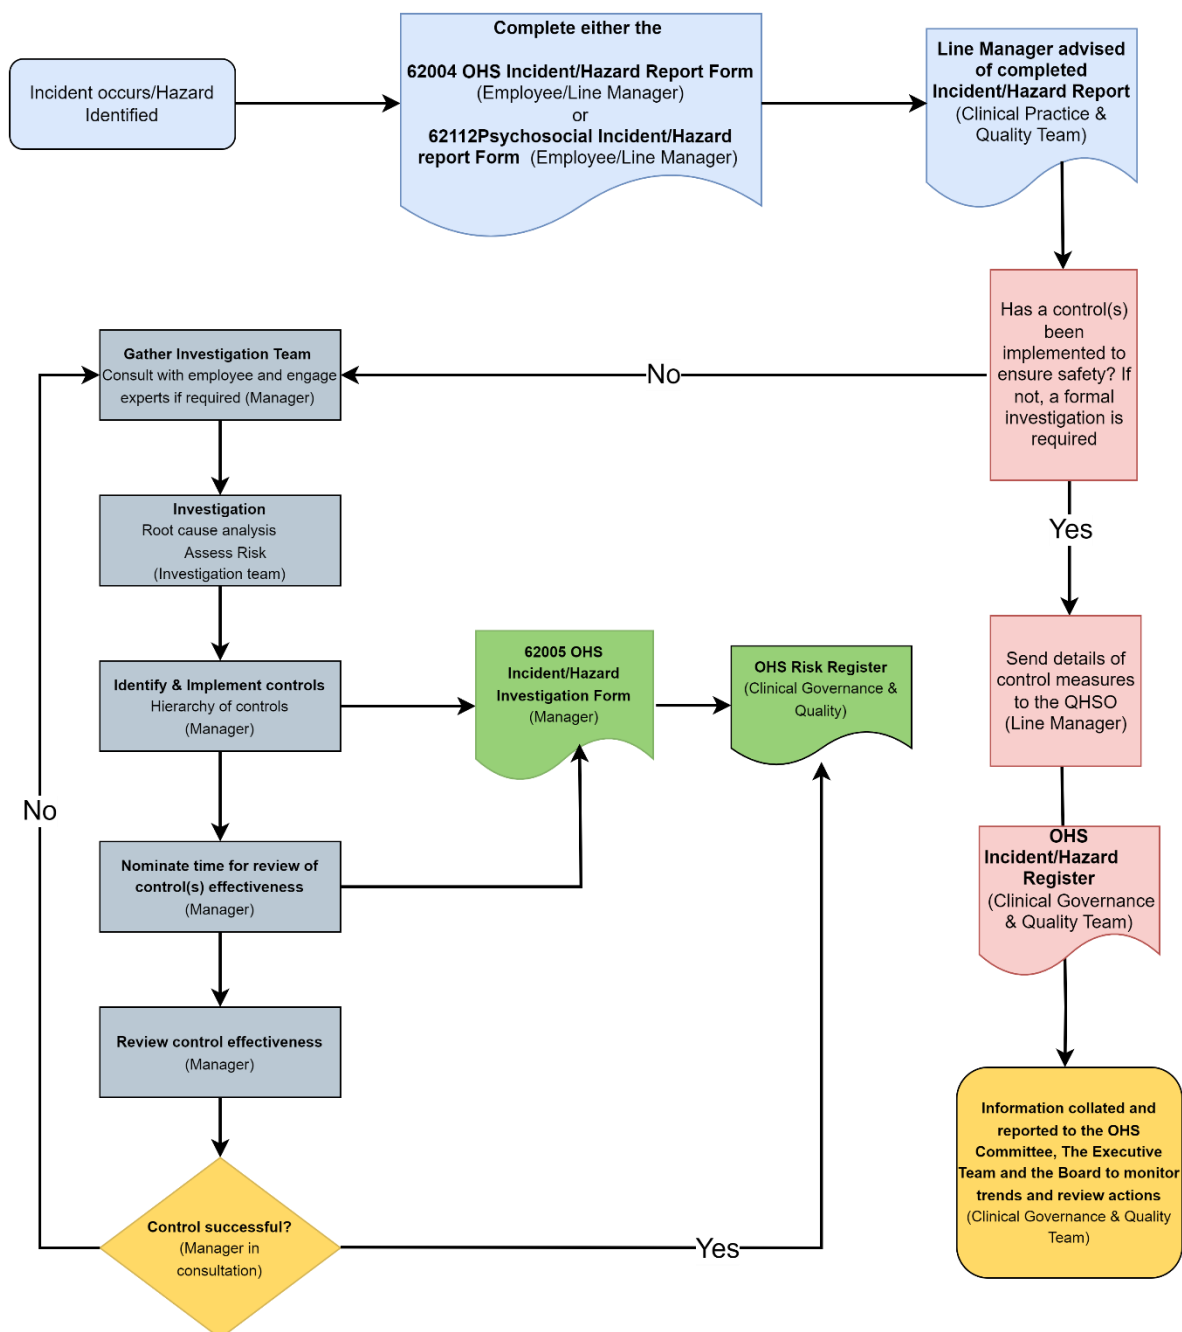 Incident occurs/Hazard
Identified
Complete either the
62004 OHS Incident/Hazard Report Form
(Employee/Line Manager)
or
62112Psychosocial Incident/Hazard
report Form (Employee/Line Manager)
Line Manager advised
of completed
Incident/Hazard Report
(Clinical Practice &
Quality Team)
Has a control(s)
been
implemented to
ensure safety? If
not, a formal
investigation is
required
No
Yes
Gather Investigation Team
Consult with employee and engage
experts if required (Manager)
Investigation
Root cause analysis
Assess Risk
(Investigation team)
Identify & Implement controls
Hierarchy of controls
(Manager)
62005 OHS
Incident/Hazard
Investigation Form
(Manager)
OHS Risk Register
(Clinical Governance &
Quality)
Send details of
control measures
to the QHSO
(Line Manager)
No
Nominate time for review of
control(s) effectiveness
(Manager)
OHS
Incident/Hazard
Register
(Clinical Governance
& Quality Team)
Review control effectiveness
(Manager)
Information collated and
reported to the OHS
Committee, The Executive
Team and the Board to monitor
trends and review actions
(Clinical Governance & Quality
Team)
Control successful?
(Manager in
consultation)
Yes